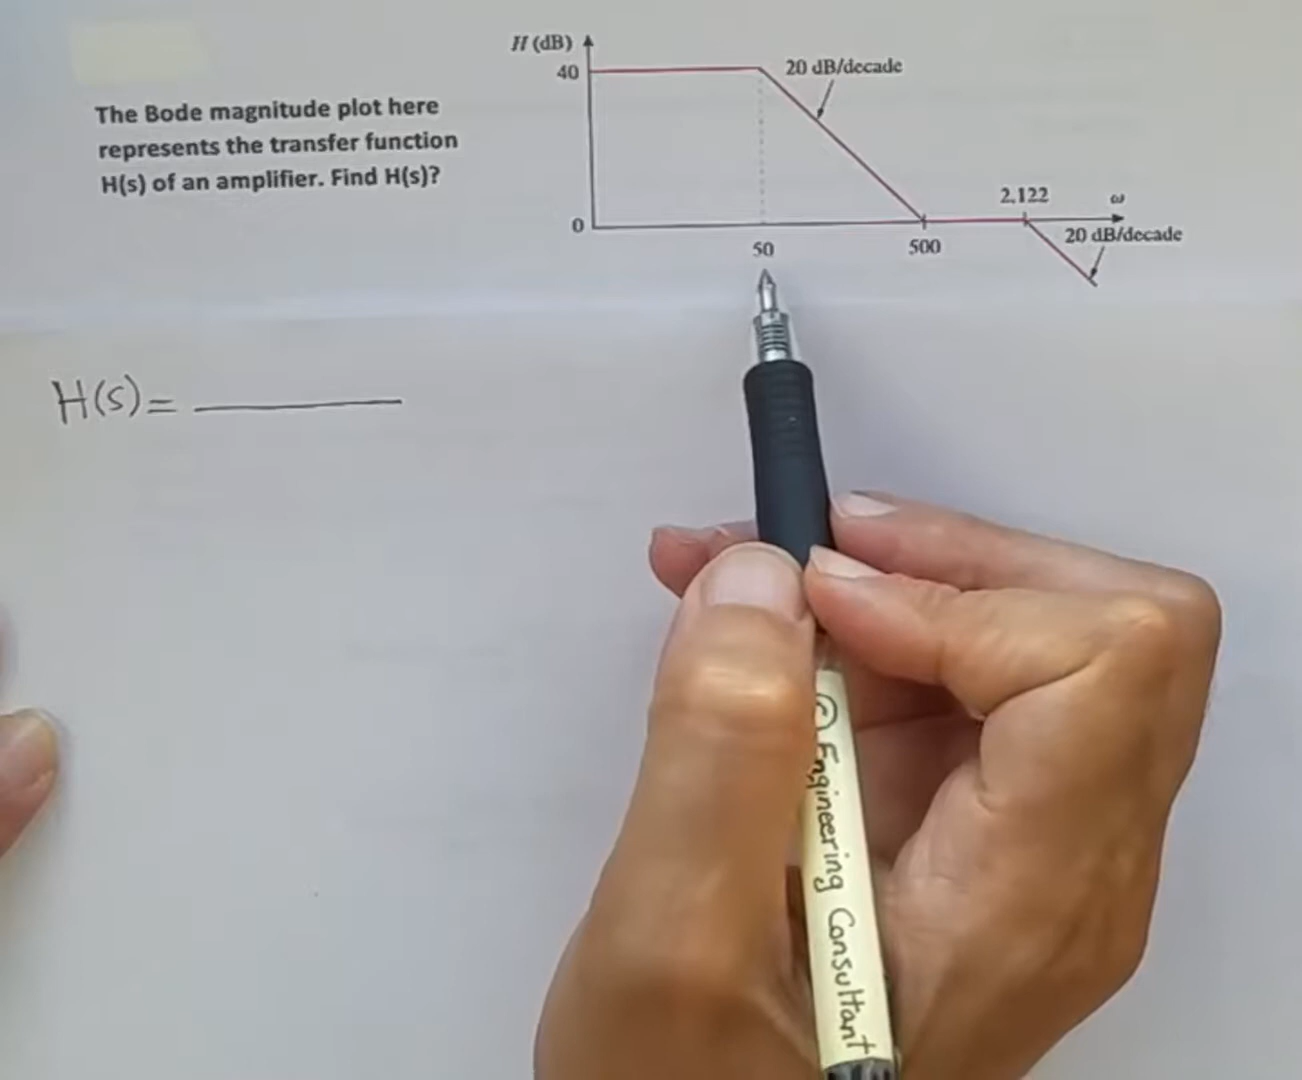 H (dB)
40
20 dB/decade
The Bode magnitude plot here
represents the transfer function
H(s) of an amplifier. Find H(s)?
0
50
500
2,122
ω
20 dB/decade
H(s)=
© Engineering Consultant